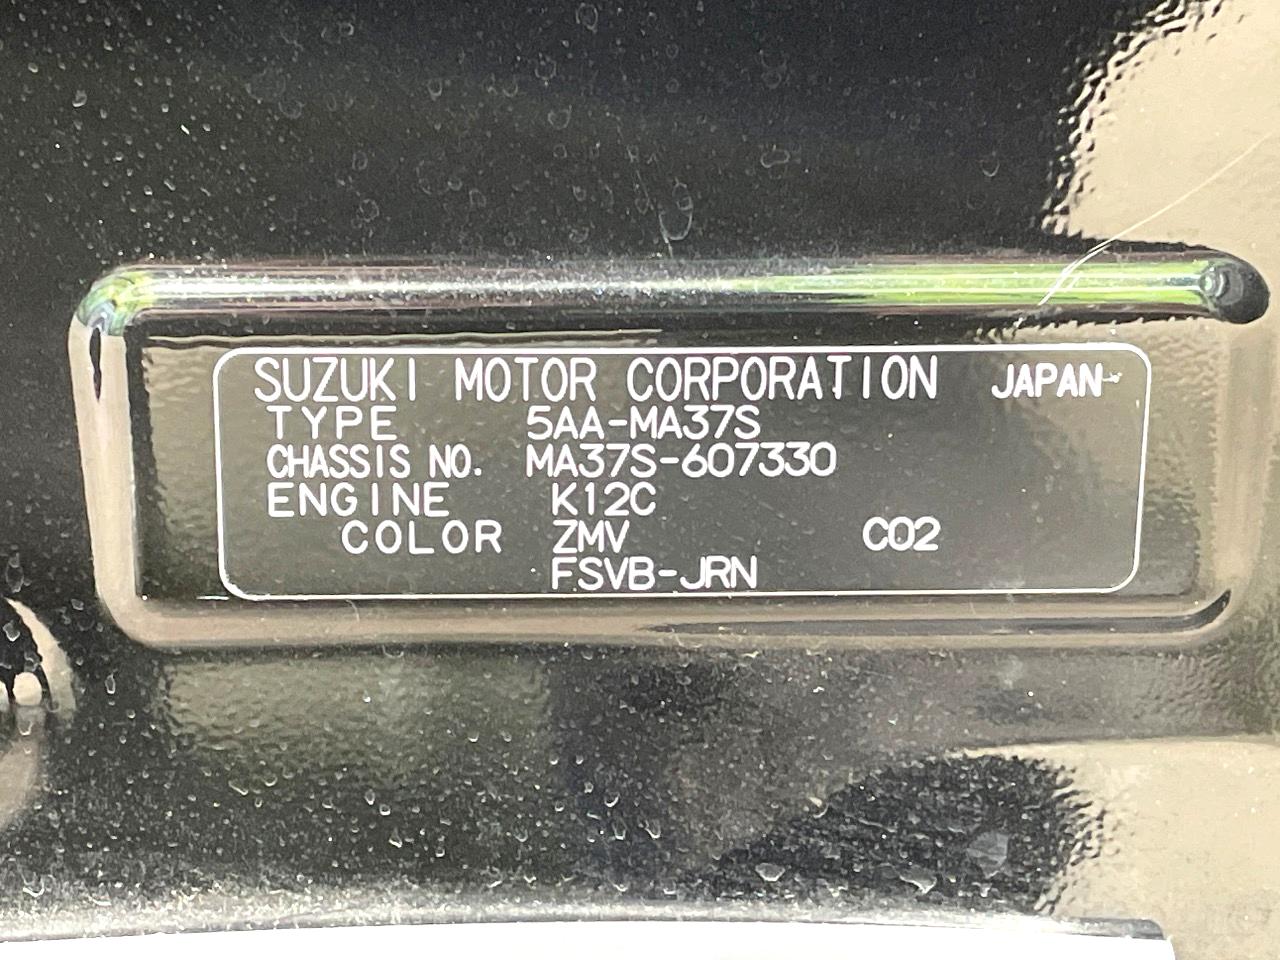 SUZUKI MOTOR CORPORATION JAPAN
TYPE 5AA-MA37S
CHASSIS NO. MA37S-607330
ENGINE K12C
COLOR ZMV C02
FSVB-JRN